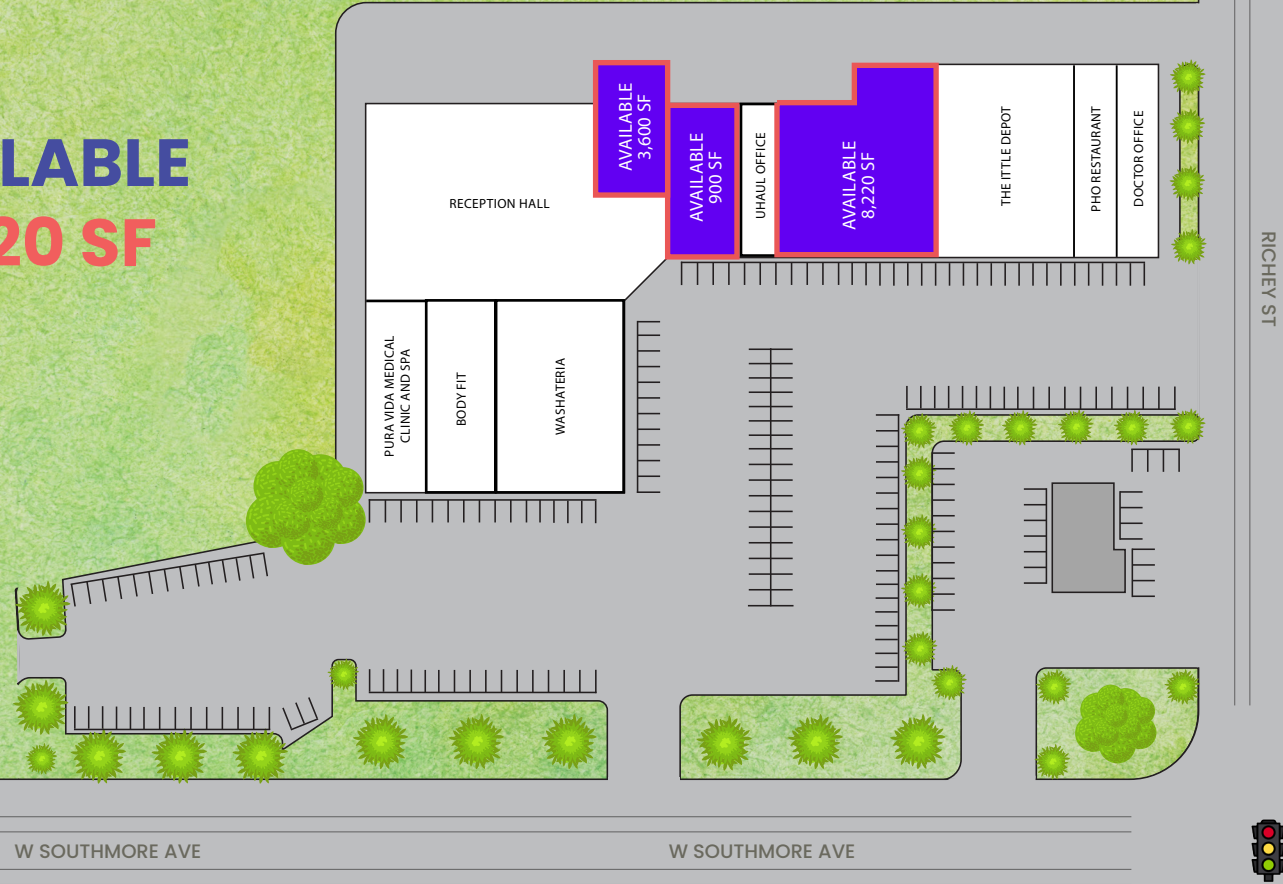 LABLE
20 SF
AVAILABLE
3,600 SF
AVAILABLE
900 SF
UHAUL OFFICE
AVAILABLE
8,220 SF
THE ITTLE DEPOT
PHO RESTAURANT
DOCTOR OFFICE
RECEPTION HALL
PURA VIDA MEDICAL
CLINIC AND SPA
BODY FIT
WASHATERIA
RICHEY ST
W SOUTHMORE AVE
W SOUTHMORE AVE